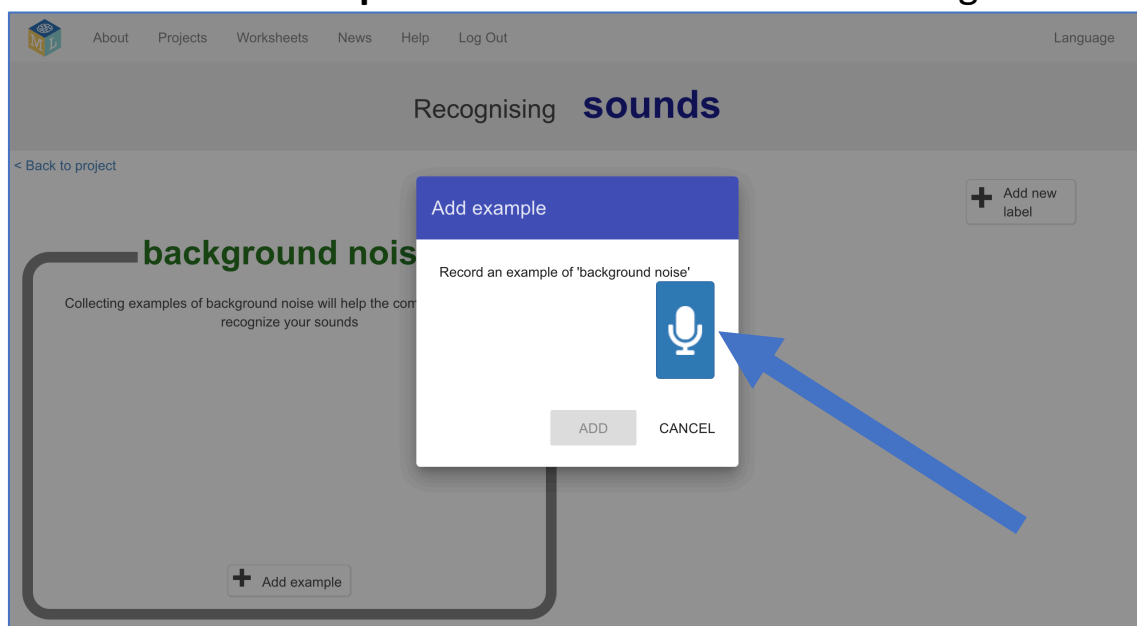 ML
About Projects Worksheets News Help Log Out Language
Recognising sounds
< Back to project
Add example
Add new
label
background nois
Record an example of 'background noise'
Collecting examples of background noise will help the com
recognize your sounds
ADD CANCEL
Add example